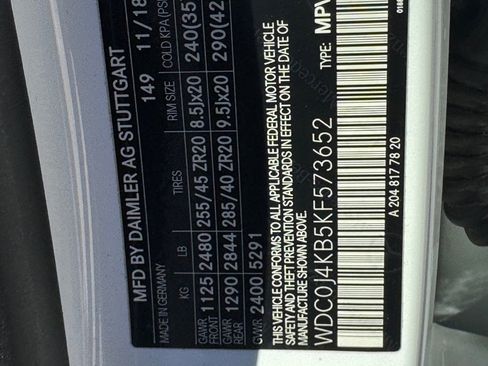 MFD BY DAIMLER AG STUTTGART
MADE IN GERMANY 149 11/18
KG LB TIRES RIM SIZE COLD KPA (PSI
GAWR FRONT 1125 2480 255/45 ZR20 8.5Jx20 240(35
GAWR REAR 1290 2844 285/40 ZR20 9.5Jx20 290(42
GVWR 2400 5291
THIS VEHICLE CONFORMS TO ALL APPLICABLE FEDERAL MOTOR VEHICLE
SAFETY AND THEFT PREVENTION STANDARDS IN EFFECT ON THE DATE OF
MANUFACTURE SHOWN ABOVE.
WDC0J4KB5KF573652 MPV
A 204 817 78 20